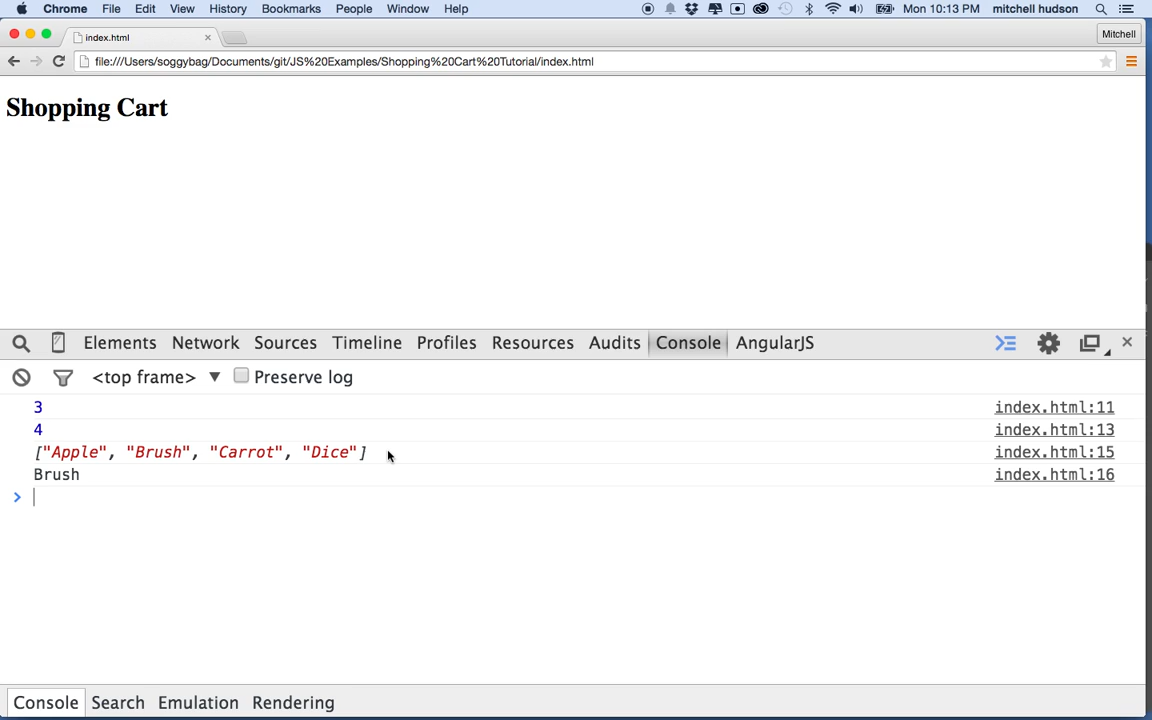 Chrome File Edit View History Bookmarks People Window Help Mon 10:13 PM mitchell hudson
index.html Mitchell
file:///Users/soggybag/Documents/git/JS%20Examples/Shopping%20Cart%20Tutorial/index.html
Shopping Cart
Elements Network Sources Timeline Profiles Resources Audits Console AngularJS
<top frame> ▼ Preserve log
3 index.html:11
4 index.html:13
["Apple", "Brush", "Carrot", "Dice"] index.html:15
Brush index.html:16
>
Console Search Emulation Rendering